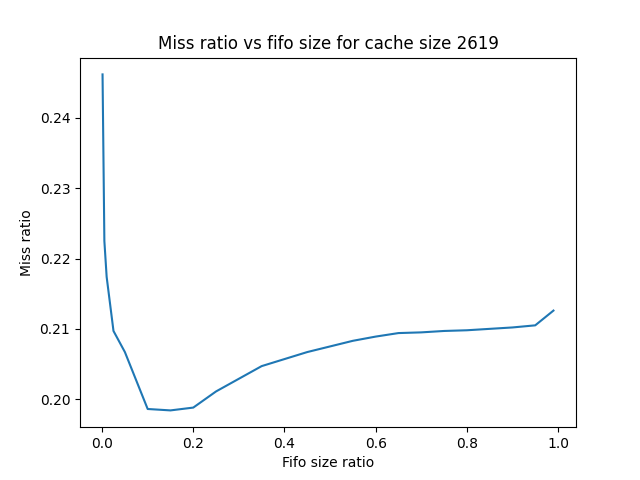 Miss ratio vs fifo size for cache size 2619
0.24
0.23
0.22
0.21
0.20
Miss ratio
0.0 0.2 0.4 0.6 0.8 1.0
Fifo size ratio